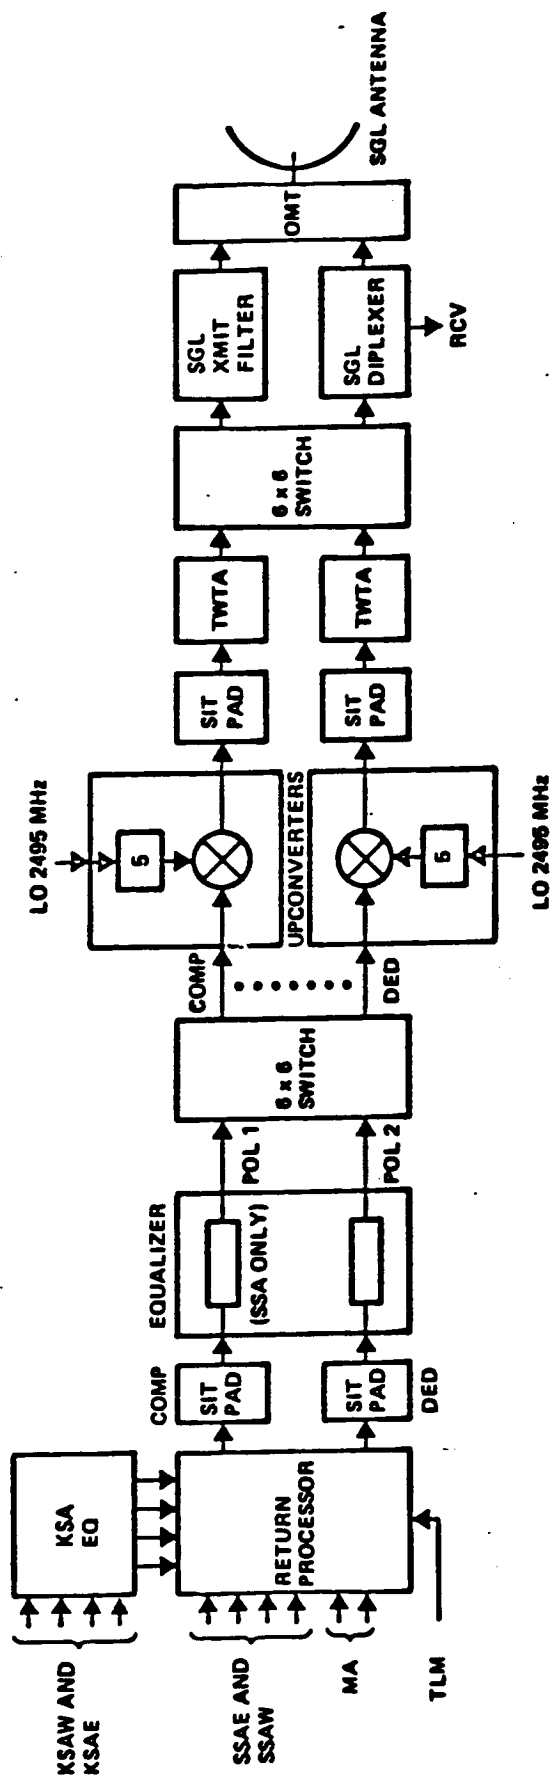 KSAW AND
KSAE
KSA
EQ
SSAE AND
SSAW
MA
TLM
RETURN
PROCESSOR
COMP
SIT
PAD
SIT
PAD
DED
EQUALIZER
(SSA ONLY)
POL 1
POL 2
6 x 6
SWITCH
COMP
DED
LO 2495 MHz
5
UPCONVERTERS
5
LO 2495 MHz
SIT
PAD
SIT
PAD
TWTA
TWTA
6 x 6
SWITCH
SGL
XMIT
FILTER
SGL
DIPLEXER
RCV
OMT
SGL ANTENNA